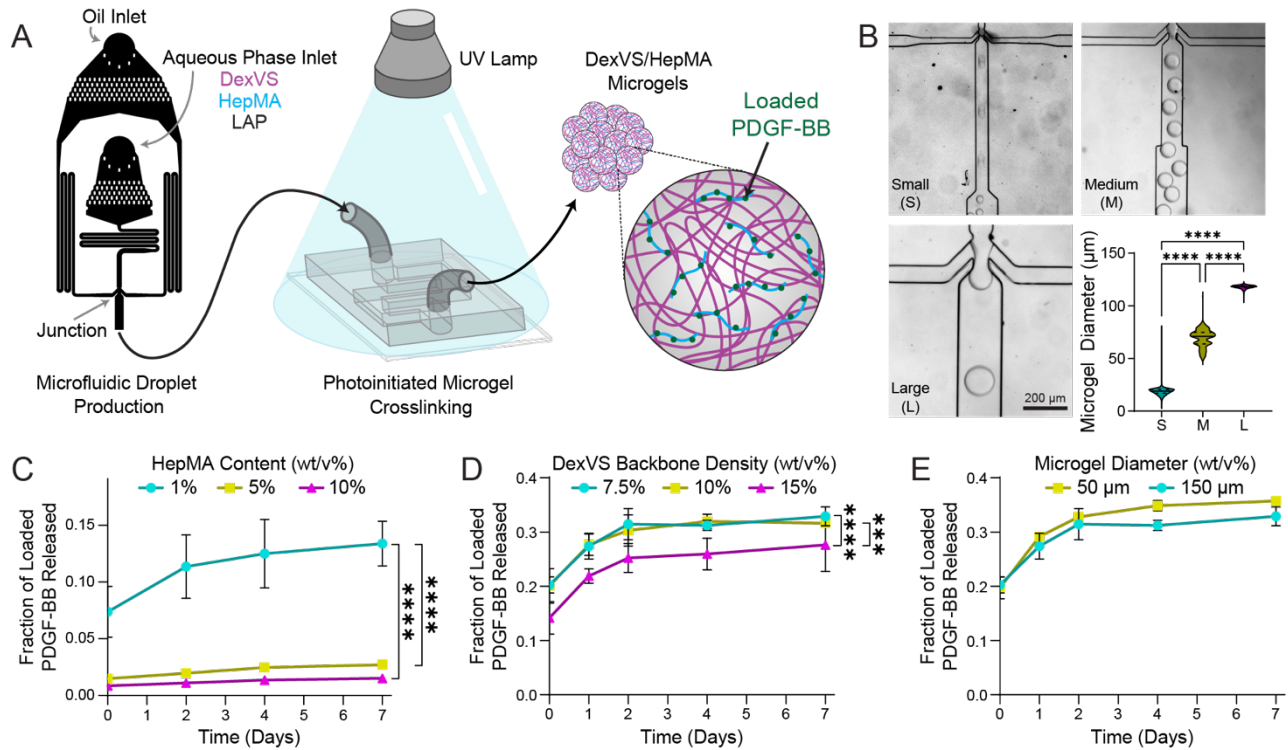 A
Oil Inlet
Aqueous Phase Inlet
DexVS
HepMA
LAP
Junction
Microfluidic Droplet
Production
UV Lamp
Photoinitiated Microgel
Crosslinking
DexVS/HepMA
Microgels
Loaded
PDGF-BB
B
Small
(S)
Medium
(M)
Large
(L)
200 µm
Microgel Diameter (µm)
150
100
50
0
S M L
****
**** ****
C
HepMA Content (wt/v%)
1% 5% 10%
Fraction of Loaded
PDGF-BB Released
0.15
0.10
0.05
0.00
0 1 2 3 4 5 6 7
Time (Days)
****
****
D
DexVS Backbone Density (wt/v%)
7.5% 10% 15%
Fraction of Loaded
PDGF-BB Released
0.4
0.3
0.2
0.1
0.0
0 1 2 3 4 5 6 7
Time (Days)
****
***
E
Microgel Diameter (wt/v%)
50 µm 150 µm
Fraction of Loaded
PDGF-BB Released
0.4
0.3
0.2
0.1
0.0
0 1 2 3 4 5 6 7
Time (Days)